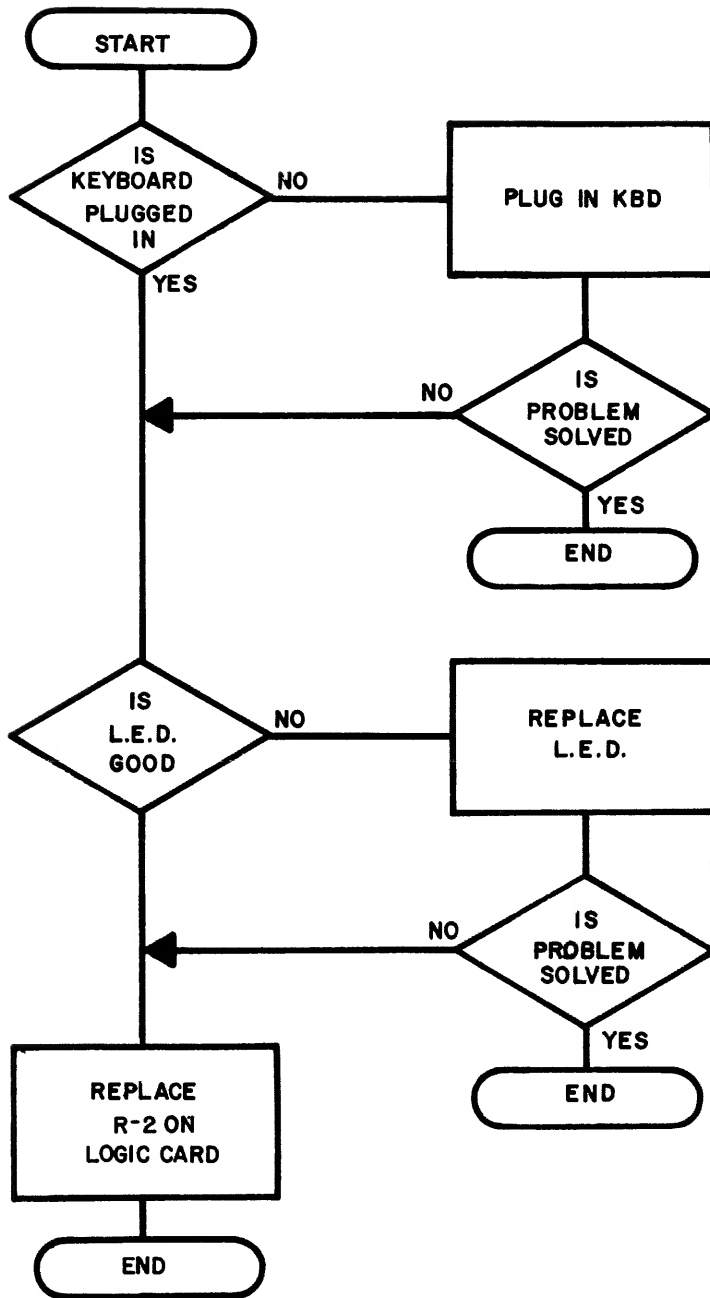 START
IS
KEYBOARD
PLUGGED
IN
NO
PLUG IN KBD
YES
IS
PROBLEM
SOLVED
NO
YES
END
IS
L.E.D.
GOOD
NO
REPLACE
L.E.D.
IS
PROBLEM
SOLVED
NO
YES
END
REPLACE
R-2 ON
LOGIC CARD
END